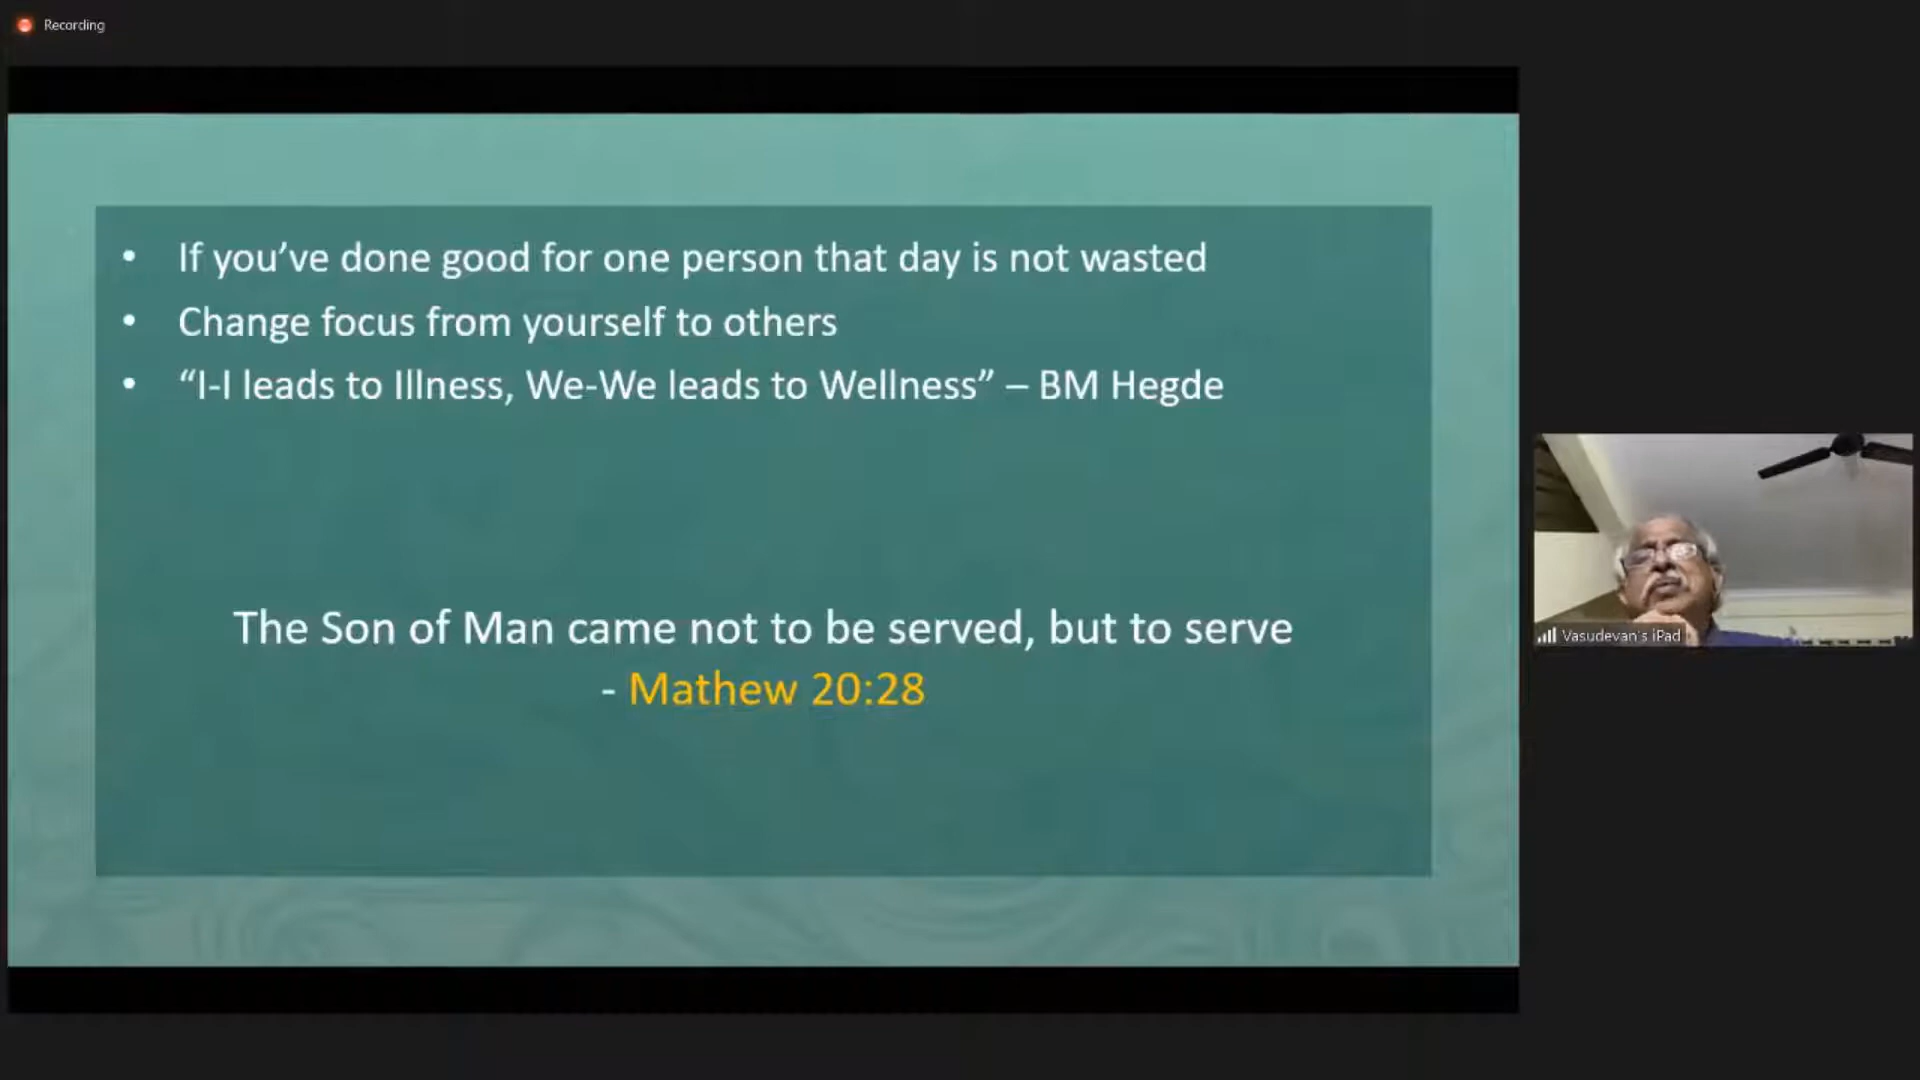 Recording
• If you’ve done good for one person that day is not wasted
• Change focus from yourself to others
• “I-I leads to Illness, We-We leads to Wellness” – BM Hegde
The Son of Man came not to be served, but to serve
- Mathew 20:28
Vasudevan's iPad